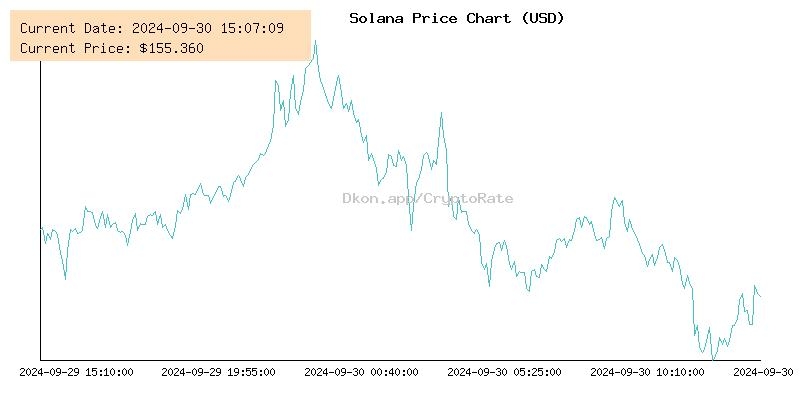 Solana Price Chart (USD)
Current Date: 2024-09-30 15:07:09
Current Price: $155.360
Dkon.app/CryptoRate
2024-09-29 15:10:00 2024-09-29 19:55:00 2024-09-30 00:40:00 2024-09-30 05:25:00 2024-09-30 10:10:00 2024-09-30